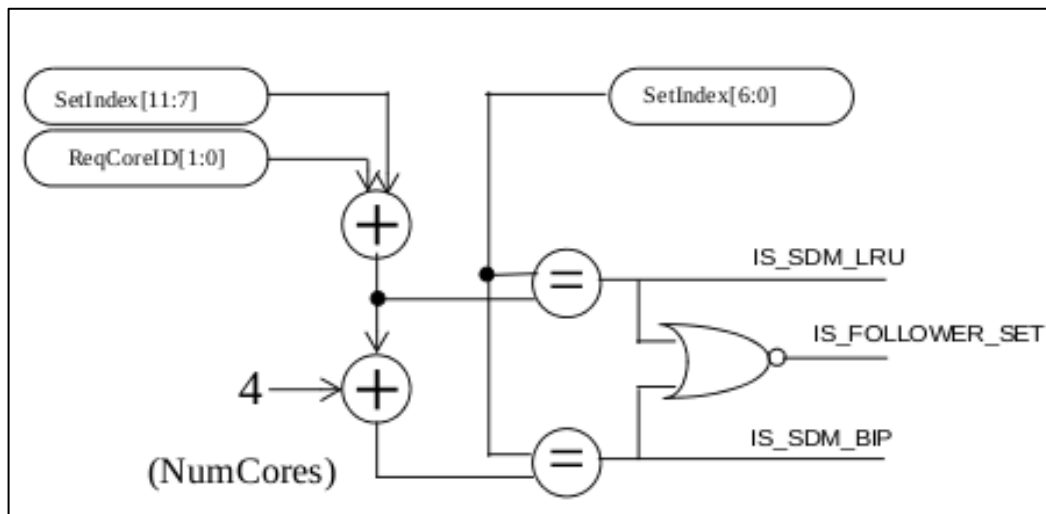 SetIndex[11:7]
SetIndex[6:0]
ReqCoreID[1:0]
+
=
IS_SDM_LRU
IS_FOLLOWER_SET
4
+
IS_SDM_BIP
=
(NumCores)